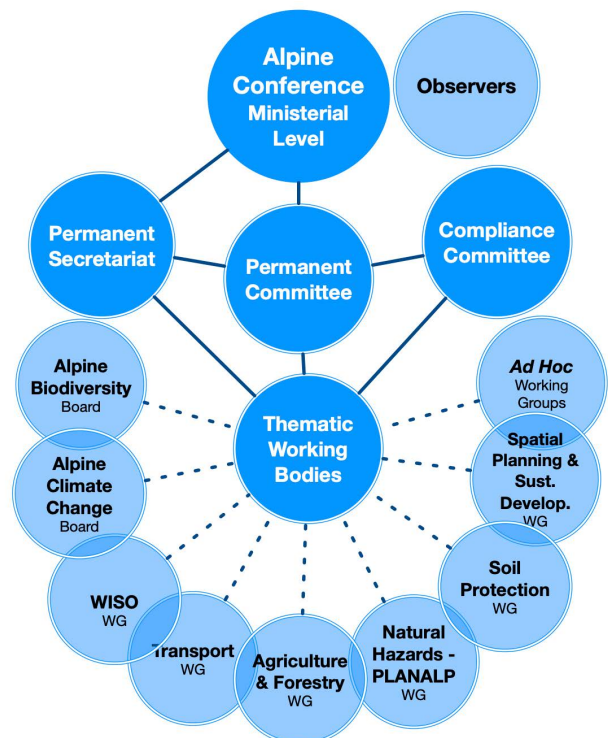 Alpine
Conference
Ministerial
Level
Observers
Permanent
Secretariat
Permanent
Committee
Compliance
Committee
Thematic
Working
Bodies
Alpine
Biodiversity
Board
Alpine
Climate
Change
Board
WISO
WG
Transport
WG
Agriculture
& Forestry
WG
Natural
Hazards -
PLANALP
WG
Soil
Protection
WG
Spatial
Planning &
Sust.
Develop.
WG
Ad Hoc
Working
Groups